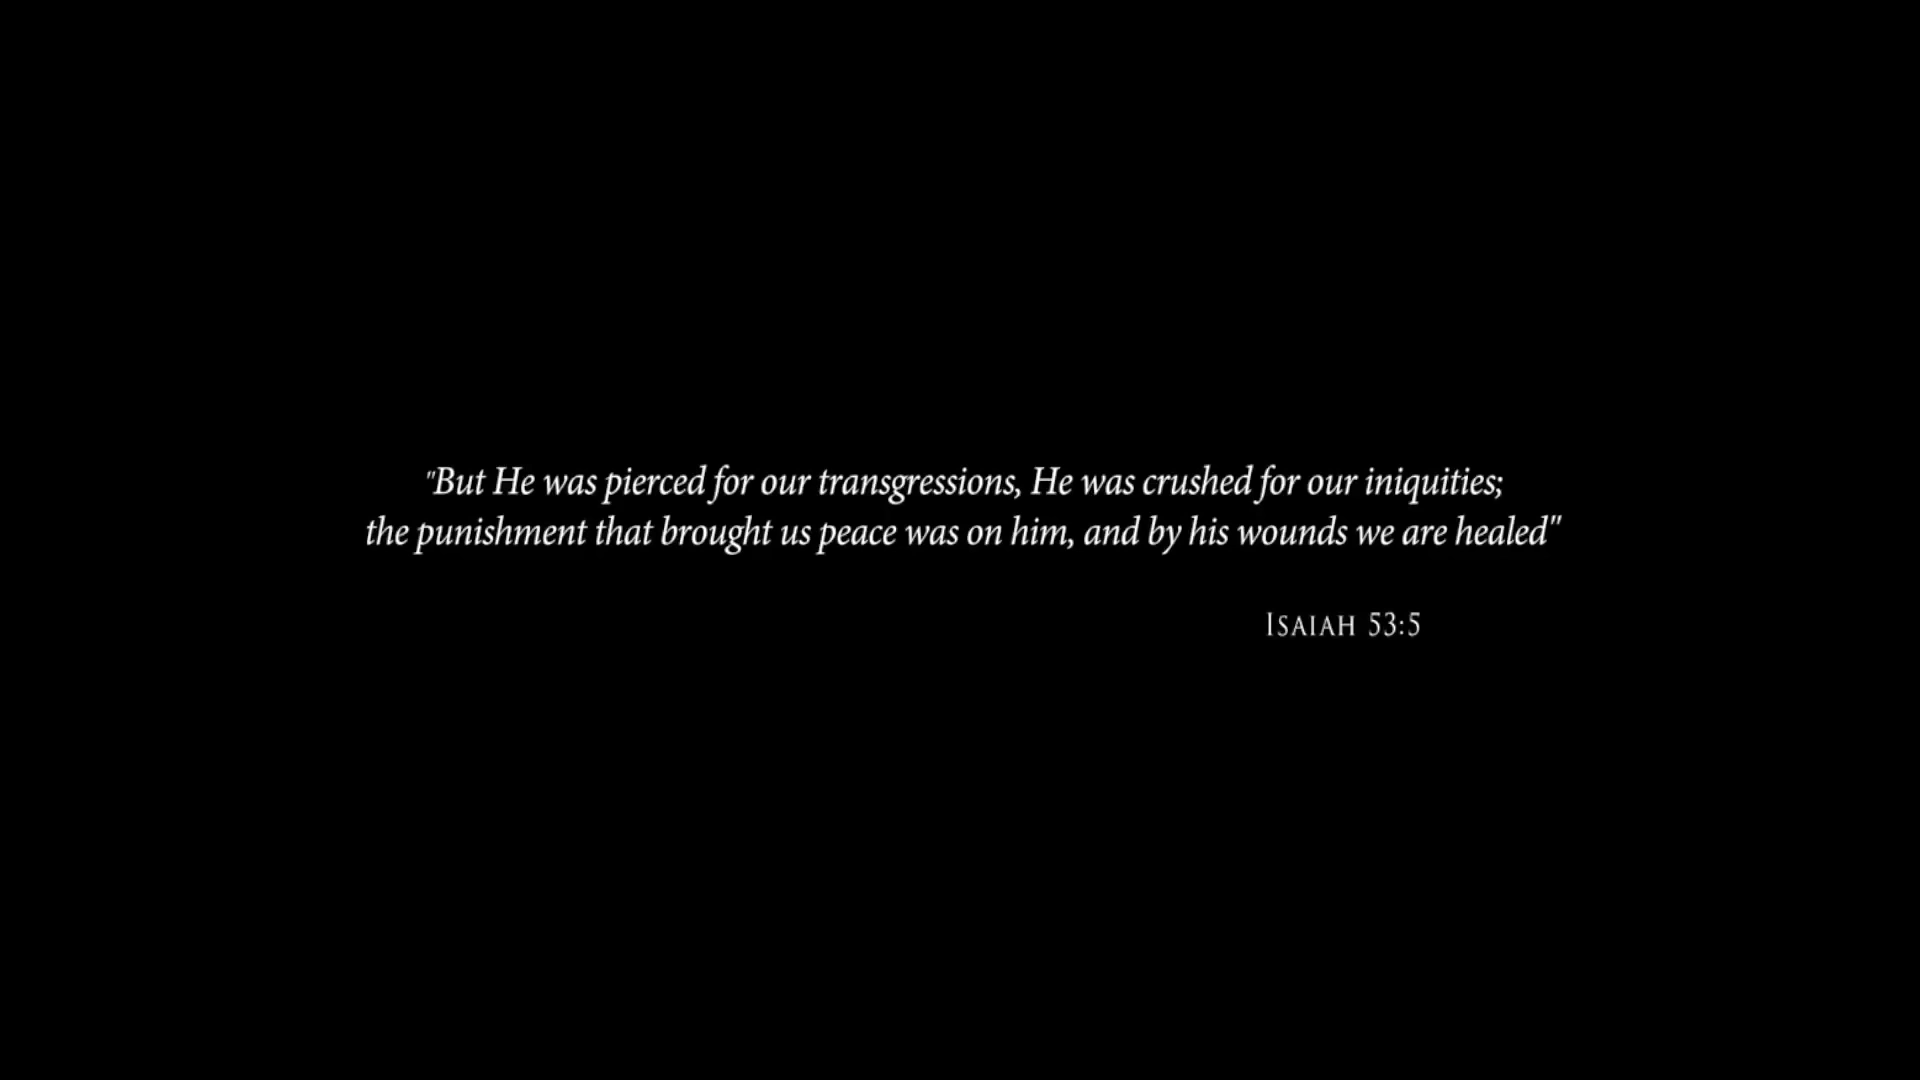 "But He was pierced for our transgressions, He was crushed for our iniquities;
the punishment that brought us peace was on him, and by his wounds we are healed"
Isaiah 53:5